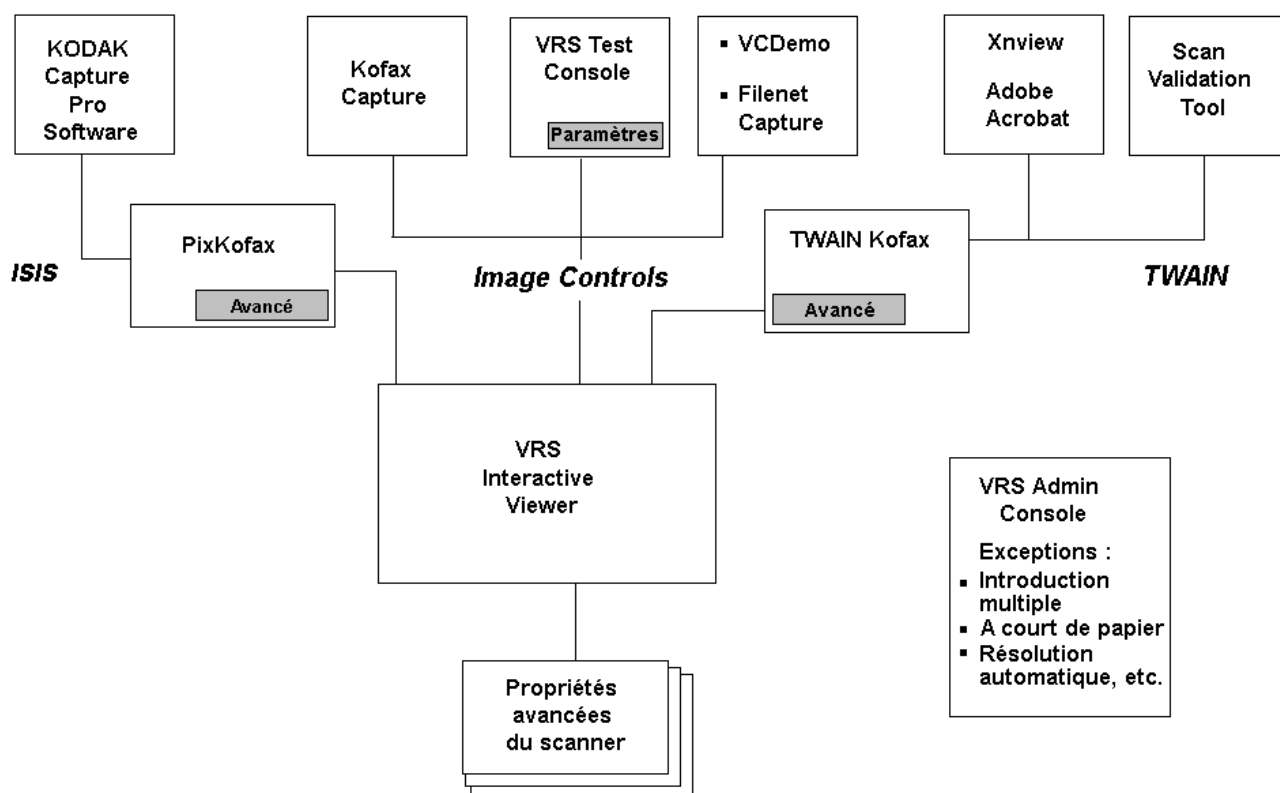 KODAK
Capture
Pro
Software
Kofax
Capture
VRS Test
Console
Paramètres
▪ VCDemo
▪ Filenet
Capture
Xnview
Adobe
Acrobat
Scan
Validation
Tool
PixKofax
Avancé
TWAIN Kofax
Avancé
ISIS
Image Controls
TWAIN
VRS
Interactive
Viewer
VRS Admin
Console
Exceptions :
▪ Introduction
multiple
▪ A court de papier
▪ Résolution
automatique, etc.
Propriétés
avancées
du scanner